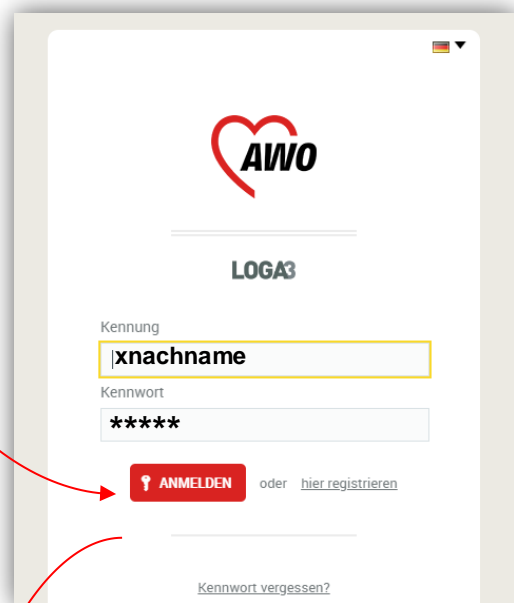 AWO
LOGA3
Kennung
xnachname
Kennwort
*****
ANMELDEN oder hier registrieren
Kennwort vergessen?